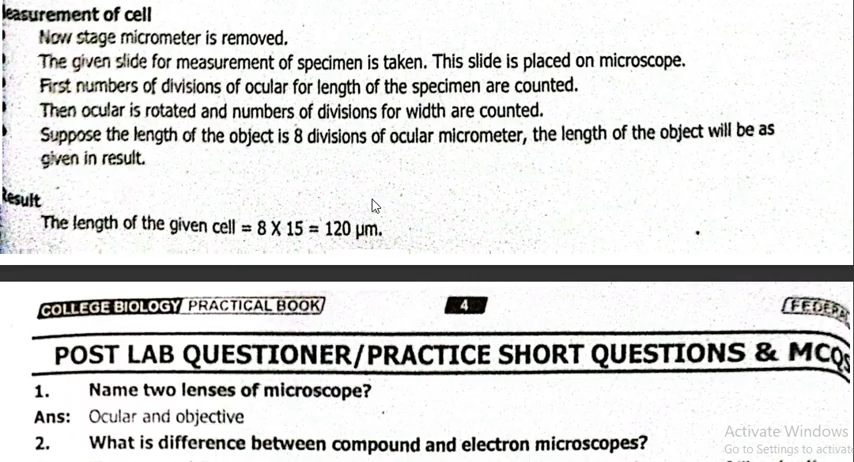 leasurement of cell
Now stage micrometer is removed.
The given slide for measurement of specimen is taken. This slide is placed on microscope.
First numbers of divisions of ocular for length of the specimen are counted.
Then ocular is rotated and numbers of divisions for width are counted.
Suppose the length of the object is 8 divisions of ocular micrometer, the length of the object will be as
given in result.
Result
The length of the given cell = 8 X 15 = 120 µm.
COLLEGE BIOLOGY PRACTICAL BOOK 4 FEDERA
POST LAB QUESTIONER/PRACTICE SHORT QUESTIONS & MCQs
1. Name two lenses of microscope?
Ans: Ocular and objective
2. What is difference between compound and electron microscopes?
Activate Windows
Go to Settings to activat